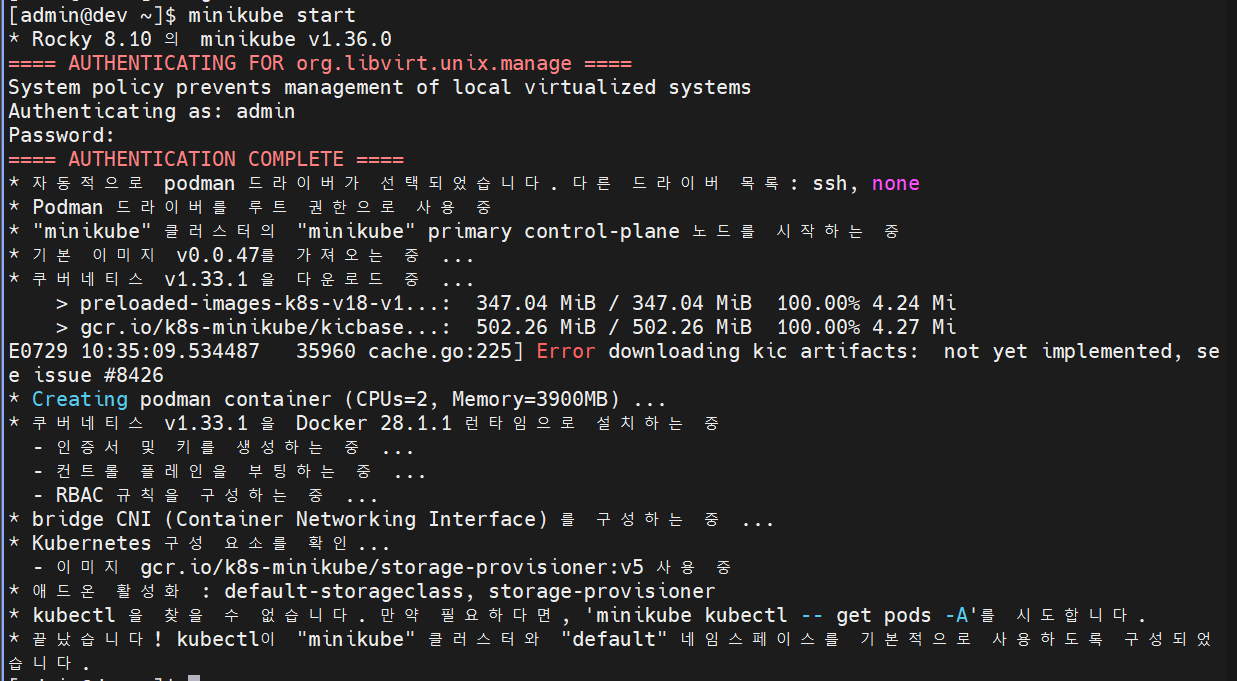 [admin@dev ~]$ minikube start
* Rocky 8.10 의 minikube v1.36.0
==== AUTHENTICATING FOR org.libvirt.unix.manage ====
System policy prevents management of local virtualized systems
Authenticating as: admin
Password:
==== AUTHENTICATION COMPLETE ====
* 자동적으로 podman 드라이버가 선택되었습니다. 다른 드라이버 목록: ssh, none
* Podman 드라이버를 루트 권한으로 사용 중
* "minikube" 클러스터의 "minikube" primary control-plane 노드를 시작하는 중
* 기본 이미지 v0.0.47를 가져오는 중 ...
* 쿠버네티스 v1.33.1 을 다운로드 중 ...
    > preloaded-images-k8s-v18-v1...:  347.04 MiB / 347.04 MiB  100.00% 4.24 Mi
    > gcr.io/k8s-minikube/kicbase...:  502.26 MiB / 502.26 MiB  100.00% 4.27 Mi
E0729 10:35:09.534487   35960 cache.go:225] Error downloading kic artifacts:  not yet implemented, se
e issue #8426
* Creating podman container (CPUs=2, Memory=3900MB) ...
* 쿠버네티스 v1.33.1 을 Docker 28.1.1 런타임으로 설치하는 중
  - 인증서 및 키를 생성하는 중 ...
  - 컨트롤 플레인을 부팅하는 중 ...
  - RBAC 규칙을 구성하는 중 ...
* bridge CNI (Container Networking Interface) 를 구성하는 중 ...
* Kubernetes 구성 요소를 확인...
  - 이미지 gcr.io/k8s-minikube/storage-provisioner:v5 사용 중
* 애드온 활성화 : default-storageclass, storage-provisioner
* kubectl 을 찾을 수 없습니다. 만약 필요하다면, 'minikube kubectl -- get pods -A'를 시도합니다.
* 끝났습니다! kubectl이 "minikube" 클러스터와 "default" 네임스페이스를 기본적으로 사용하도록 구성되었
습니다.